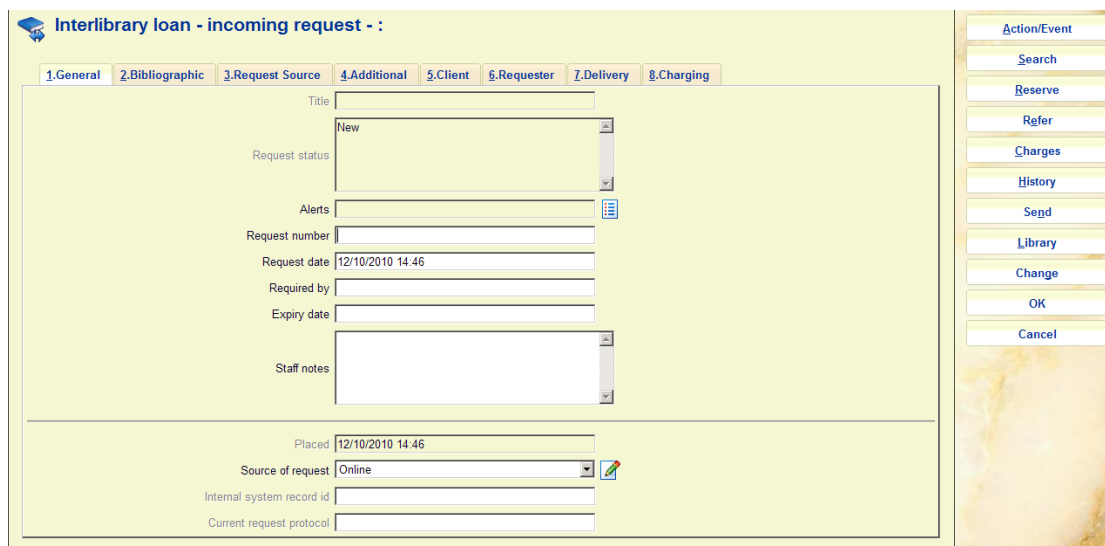 Interlibrary loan - incoming request - :
1.General 2.Bibliographic 3.Request Source 4.Additional 5.Client 6.Requester 7.Delivery 8.Charging
Title
Request status New
Alerts
Request number
Request date 12/10/2010 14:46
Required by
Expiry date
Staff notes
Placed 12/10/2010 14:46
Source of request Online
Internal system record id
Current request protocol
Action/Event
Search
Reserve
Refer
Charges
History
Send
Library
Change
OK
Cancel